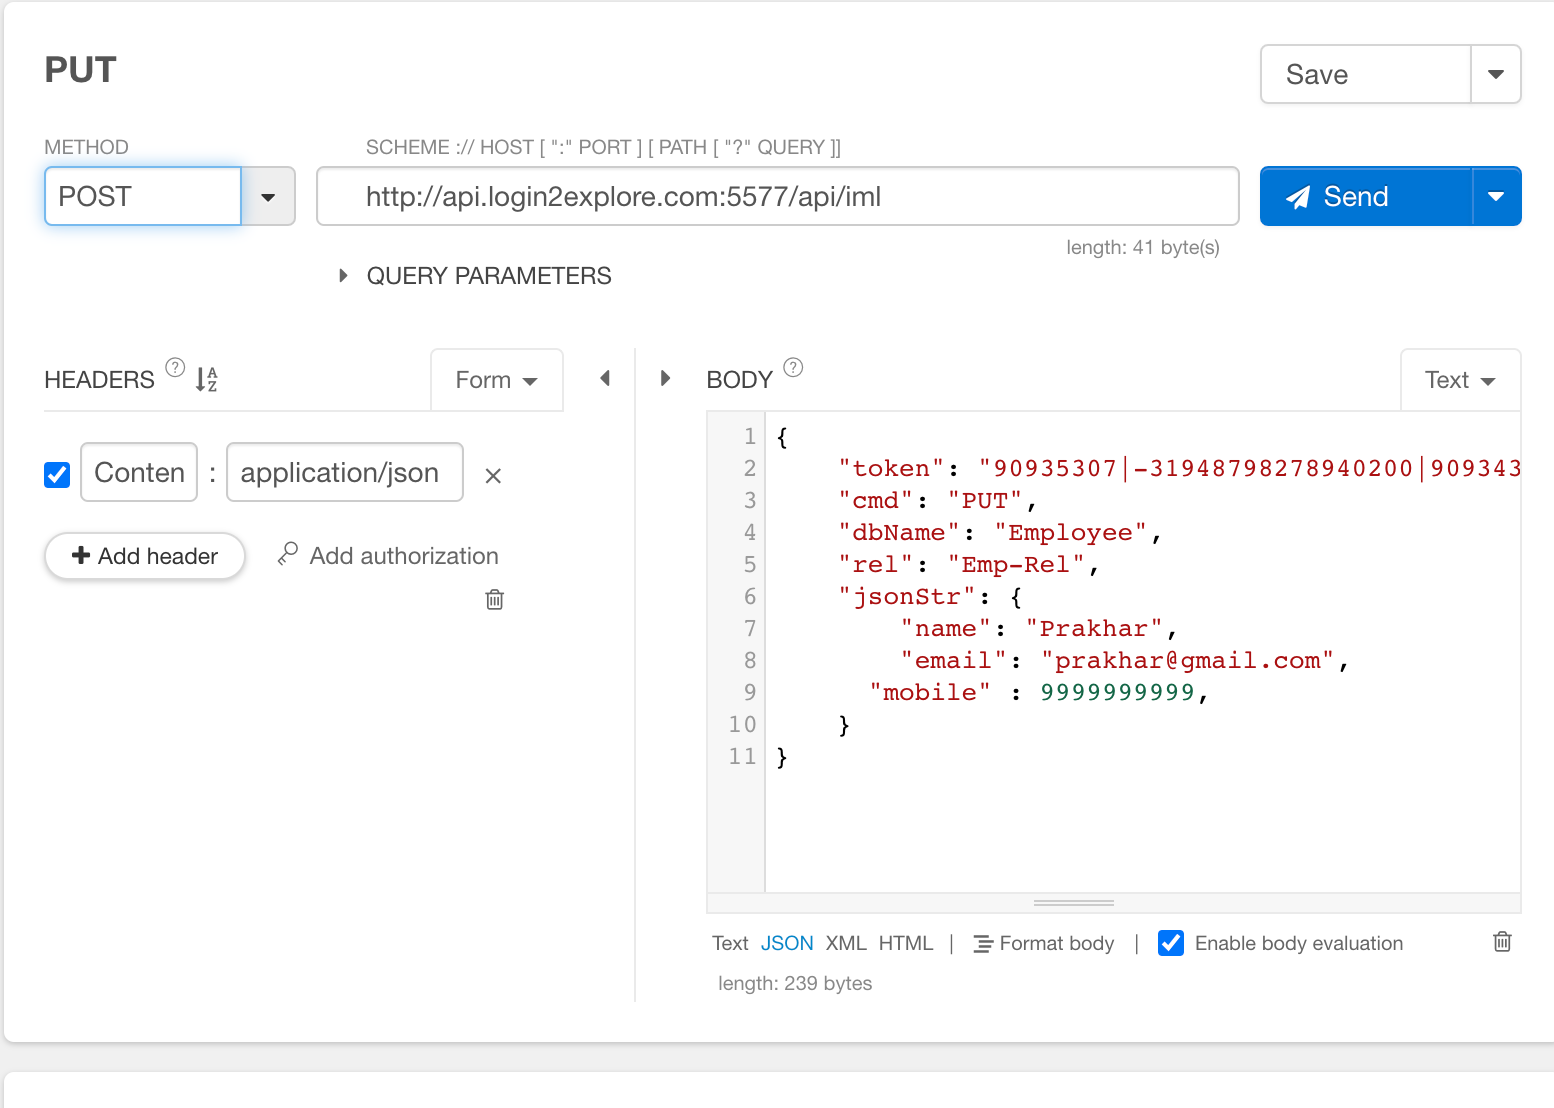 PUT
Save
METHOD
SCHEME :// HOST [ ":" PORT ] [ PATH [ "?" QUERY ]]
POST
http://api.login2explore.com:5577/api/iml
Send
length: 41 byte(s)
QUERY PARAMETERS
HEADERS ? A Z
Form
BODY ?
Text
Conten : application/json
+ Add header
Add authorization
1 {
2 "token": "90935307|-31948798278940200|909343
3 "cmd": "PUT",
4 "dbName": "Employee",
5 "rel": "Emp-Rel",
6 "jsonStr": {
7 "name": "Prakhar",
8 "email": "prakhar@gmail.com",
9 "mobile" : 9999999999,
10 }
11 }
Text JSON XML HTML | Format body | Enable body evaluation
length: 239 bytes